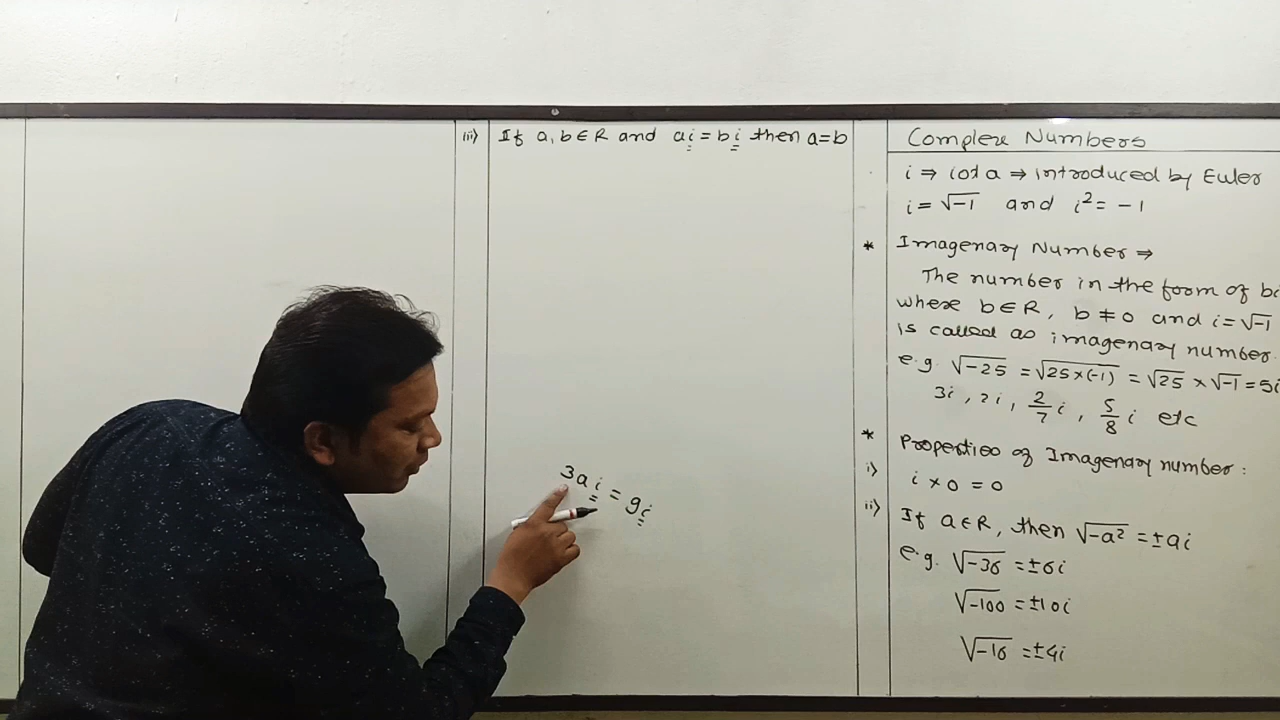 iii) If a, b ∈ R and ai = bi then a = b
3ai = 9i
Complex Numbers
i ⇒ iota ⇒ introduced by Euler
i = √-1 and i² = -1
* Imagenary Number ⇒
The number in the form of bi
where b ∈ R, b ≠ 0 and i = √-1
is called as imagenary number.
e.g. √-25 = √25×(-1) = √25 × √-1 = 5i
3i, 2i, 2/7 i, 5/8 i etc
* Properties of Imagenary number:
i) i × 0 = 0
ii) If a ∈ R, then √-a² = ±ai
e.g. √-36 = ±6i
√-100 = ±10i
√-16 = ±4i